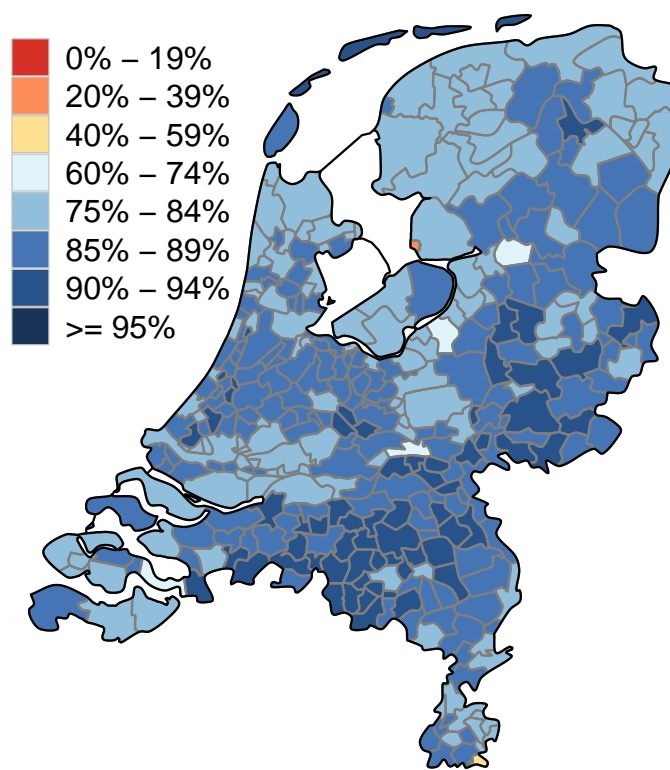 0% – 19%
20% – 39%
40% – 59%
60% – 74%
75% – 84%
85% – 89%
90% – 94%
>= 95%